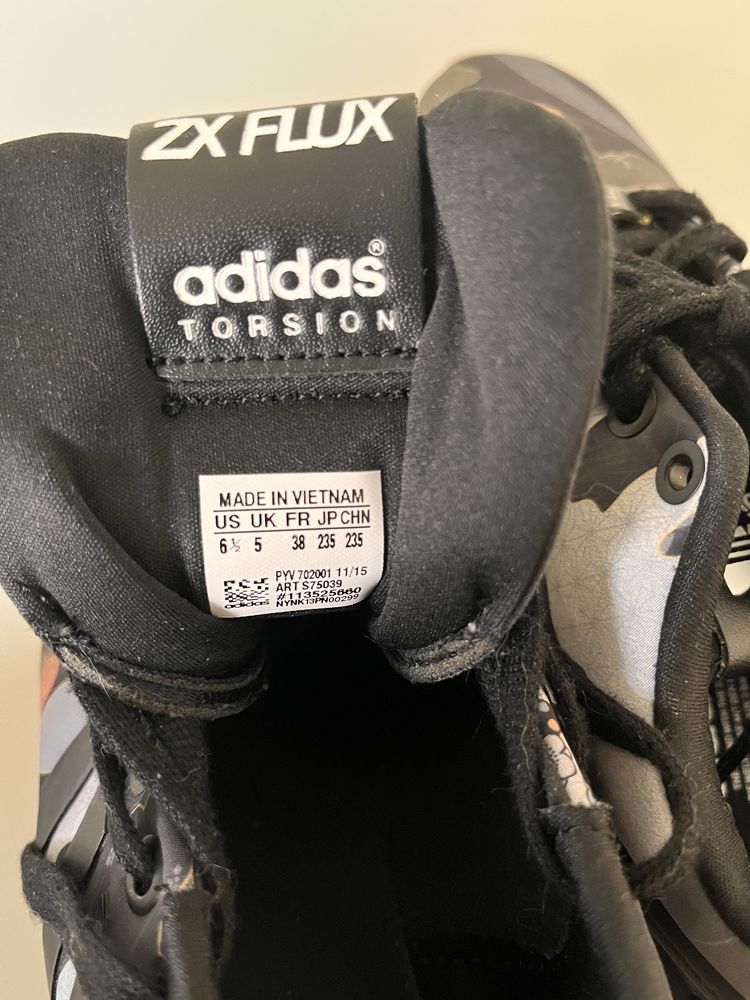 ZX FLUX
adidas®
TORSION
MADE IN VIETNAM
US UK FR JP CHN
6½ 5 38 235 235
PYV 702001 11/15
ART S75039
#113525660
NYNK13PN00299
adidas